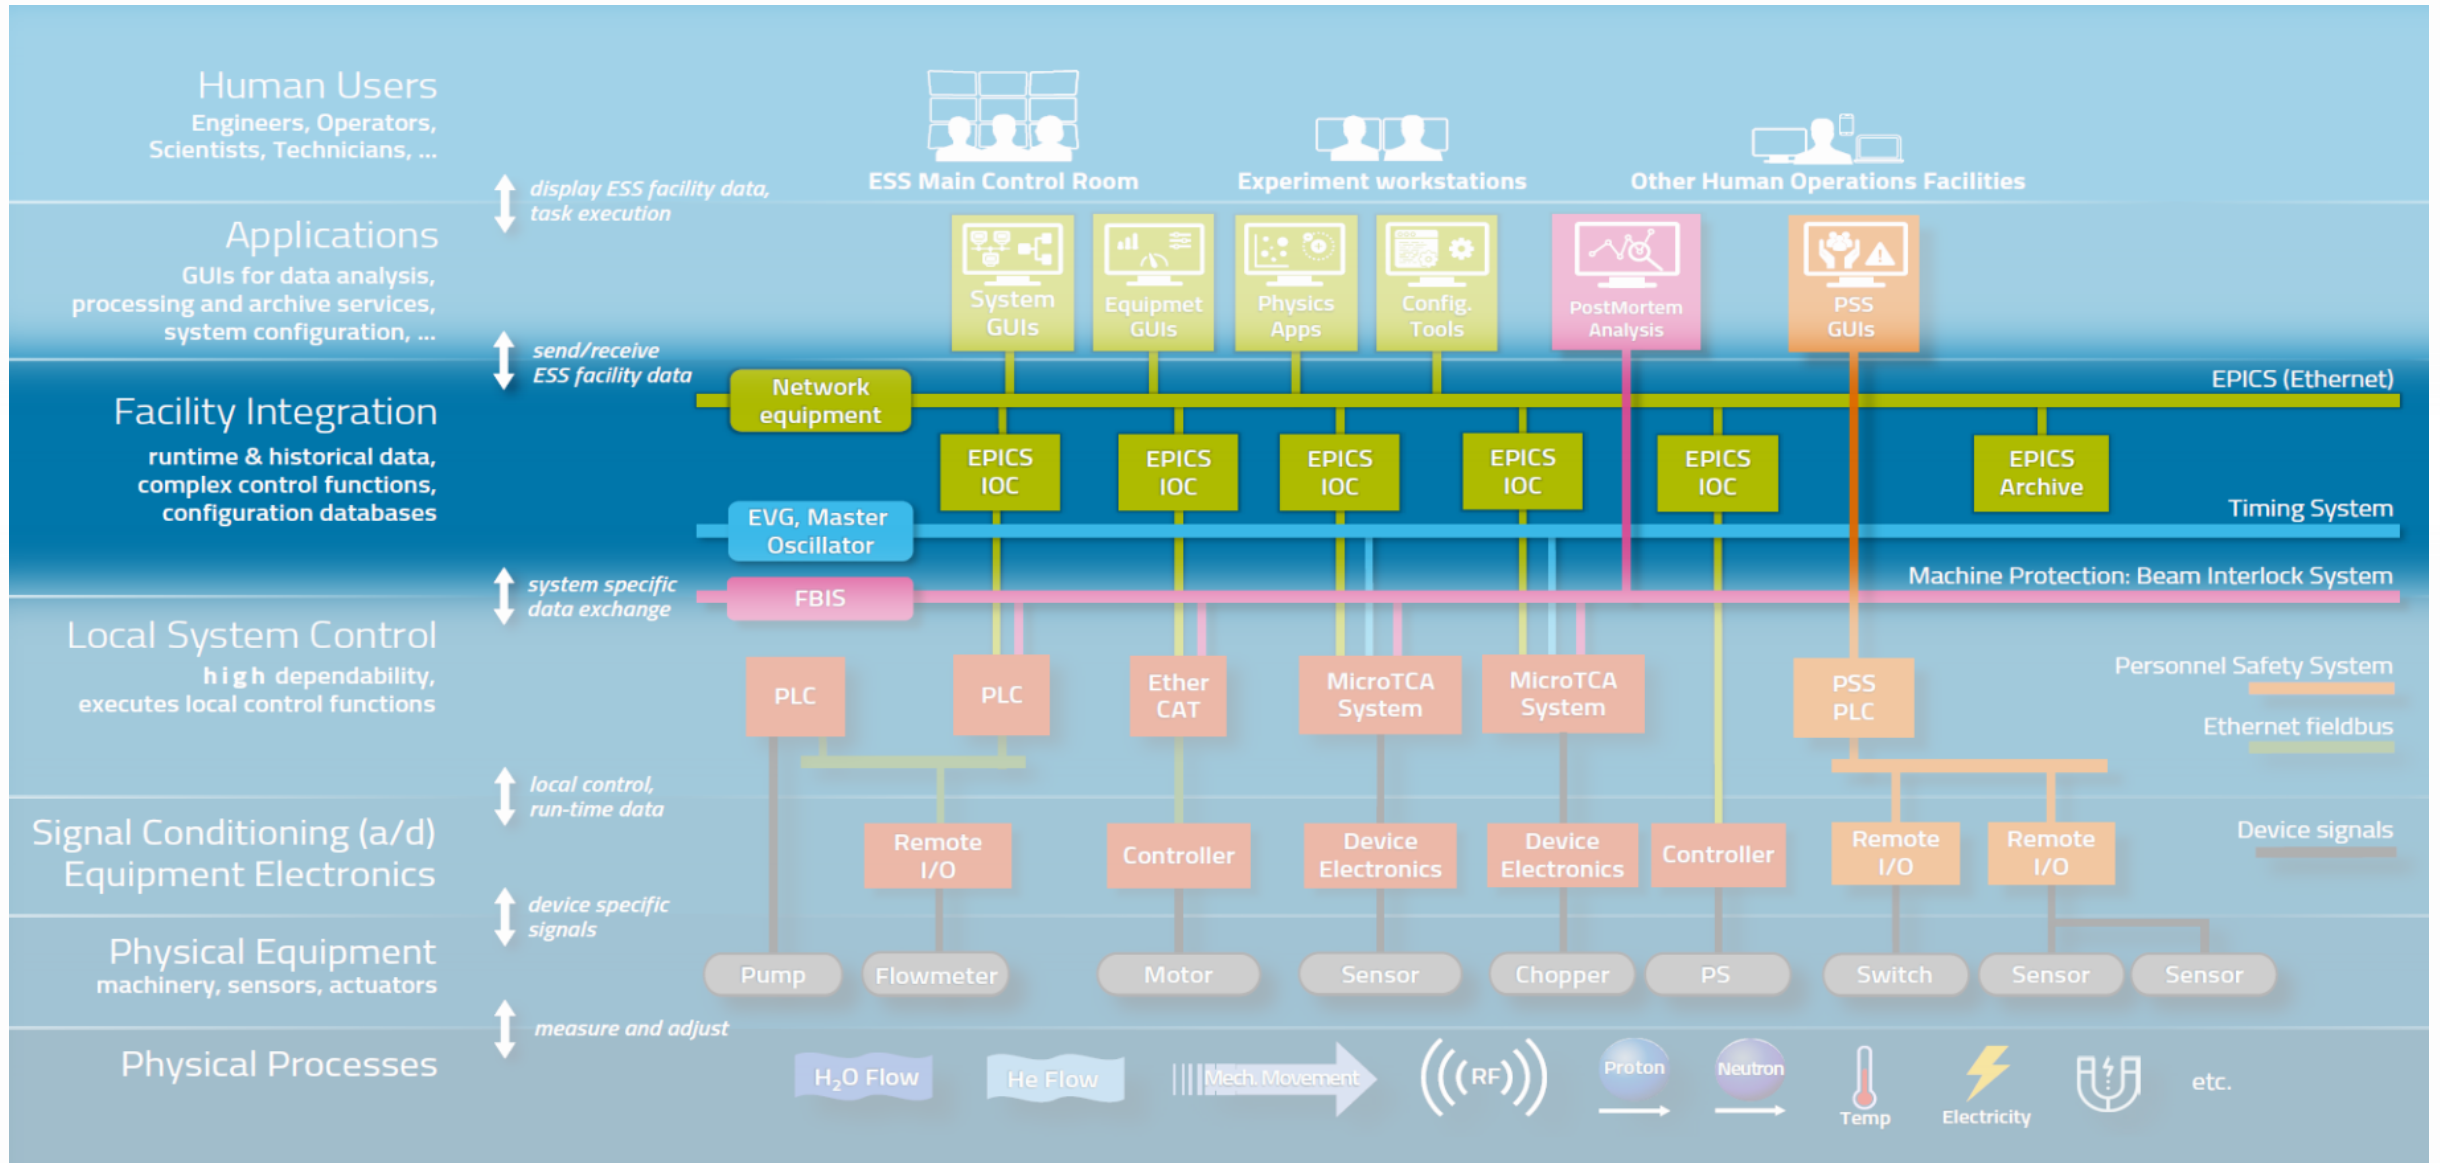 Human Users
Engineers, Operators,
Scientists, Technicians, ...
ESS Main Control Room
Experiment workstations
Other Human Operations Facilities
display ESS facility data,
task execution
Applications
GUIs for data analysis,
processing and archive services,
system configuration, ...
System
GUIs
Equipmet
GUIs
Physics
Apps
Config.
Tools
PostMortem
Analysis
PSS
GUIs
send/receive
ESS facility data
Facility Integration
runtime & historical data,
complex control functions,
configuration databases
Network
equipment
EPICS (Ethernet)
EPICS
IOC
EPICS
IOC
EPICS
IOC
EPICS
IOC
EPICS
IOC
EPICS
Archive
EVG, Master
Oscillator
Timing System
system specific
data exchange
FBIS
Machine Protection: Beam Interlock System
Local System Control
high dependability,
executes local control functions
PLC
PLC
Ether
CAT
MicroTCA
System
MicroTCA
System
PSS
PLC
Personnel Safety System
Ethernet fieldbus
local control,
run-time data
Signal Conditioning (a/d)
Equipment Electronics
Remote
I/O
Controller
Device
Electronics
Device
Electronics
Controller
Remote
I/O
Remote
I/O
Device signals
device specific
signals
Physical Equipment
machinery, sensors, actuators
Pump
Flowmeter
Motor
Sensor
Chopper
PS
Switch
Sensor
Sensor
measure and adjust
Physical Processes
H₂O Flow
He Flow
Mech. Movement
RF
Proton
Neutron
Temp
Electricity
etc.